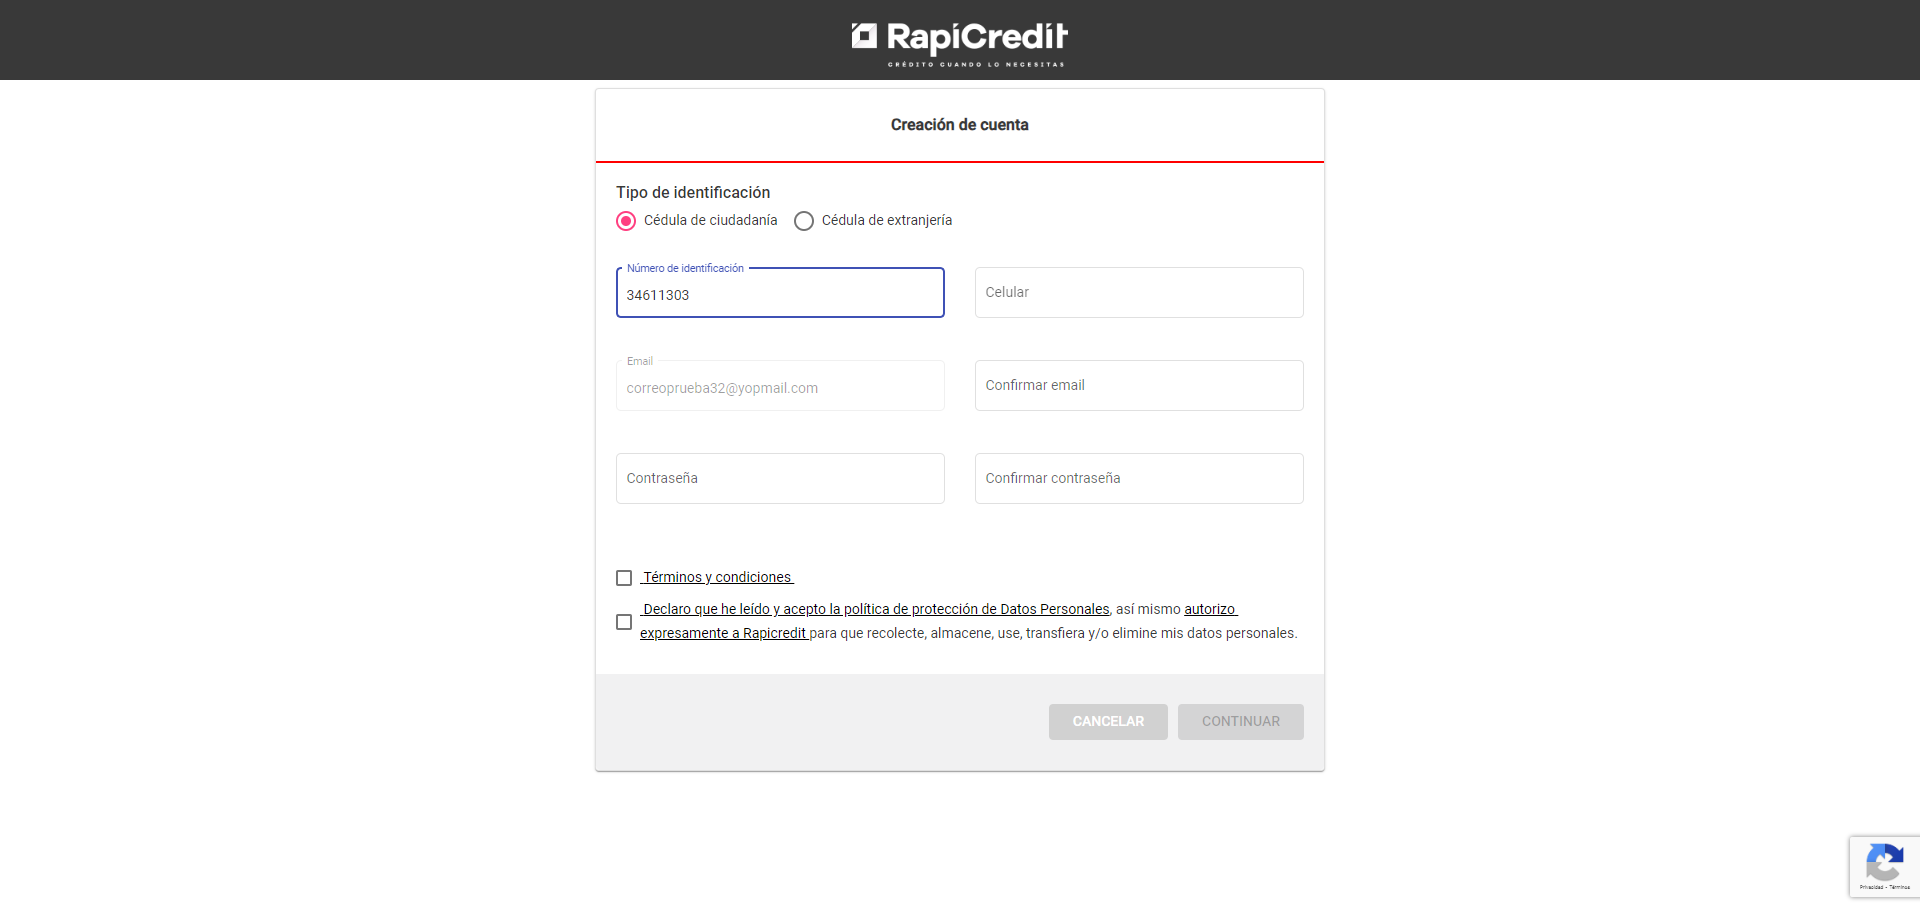 RapiCredit
CRÉDITO CUANDO LO NECESITAS
Creación de cuenta
Tipo de identificación
Cédula de ciudadanía
Cédula de extranjería
Número de identificación
34611303
Celular
Email
correoprueba32@yopmail.com
Confirmar email
Contraseña
Confirmar contraseña
Términos y condiciones
Declaro que he leído y acepto la política de protección de Datos Personales, así mismo autorizo
expresamente a Rapicredit para que recolecte, almacene, use, transfiera y/o elimine mis datos personales.
CANCELAR
CONTINUAR
Privacidad - Términos